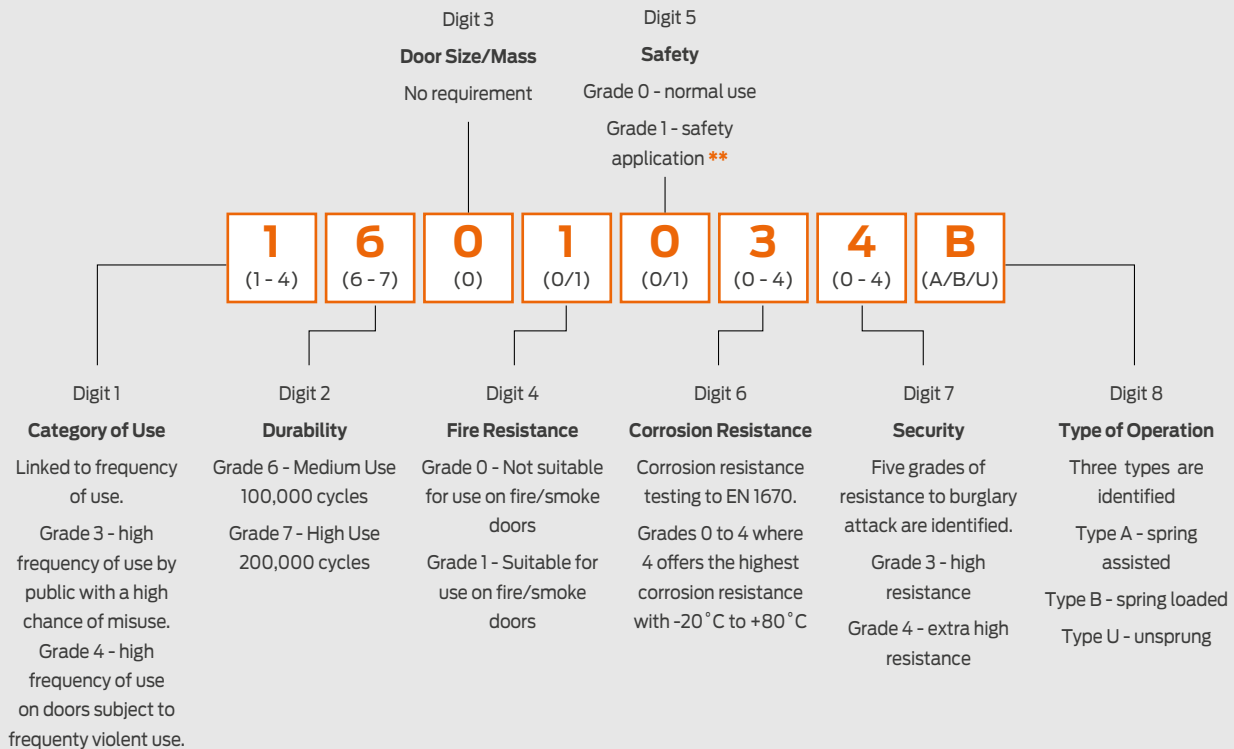 Digit 3
Door Size/Mass
No requirement
Digit 5
Safety
Grade 0 - normal use
Grade 1 - safety
application **
1
(1 - 4)
6
(6 - 7)
0
(0)
1
(0/1)
0
(0/1)
3
(0 - 4)
4
(0 - 4)
B
(A/B/U)
Digit 1
Category of Use
Linked to frequency
of use.
Grade 3 - high
frequency of use by
public with a high
chance of misuse.
Grade 4 - high
frequency of use
on doors subject to
frequenty violent use.
Digit 2
Durability
Grade 6 - Medium Use
100,000 cycles
Grade 7 - High Use
200,000 cycles
Digit 4
Fire Resistance
Grade 0 - Not suitable
for use on fire/smoke
doors
Grade 1 - Suitable for
use on fire/smoke
doors
Digit 6
Corrosion Resistance
Corrosion resistance
testing to EN 1670.
Grades 0 to 4 where
4 offers the highest
corrosion resistance
with -20˚C to +80˚C
Digit 7
Security
Five grades of
resistance to burglary
attack are identified.
Grade 3 - high
resistance
Grade 4 - extra high
resistance
Digit 8
Type of Operation
Three types are
identified
Type A - spring
assisted
Type B - spring loaded
Type U - unsprung